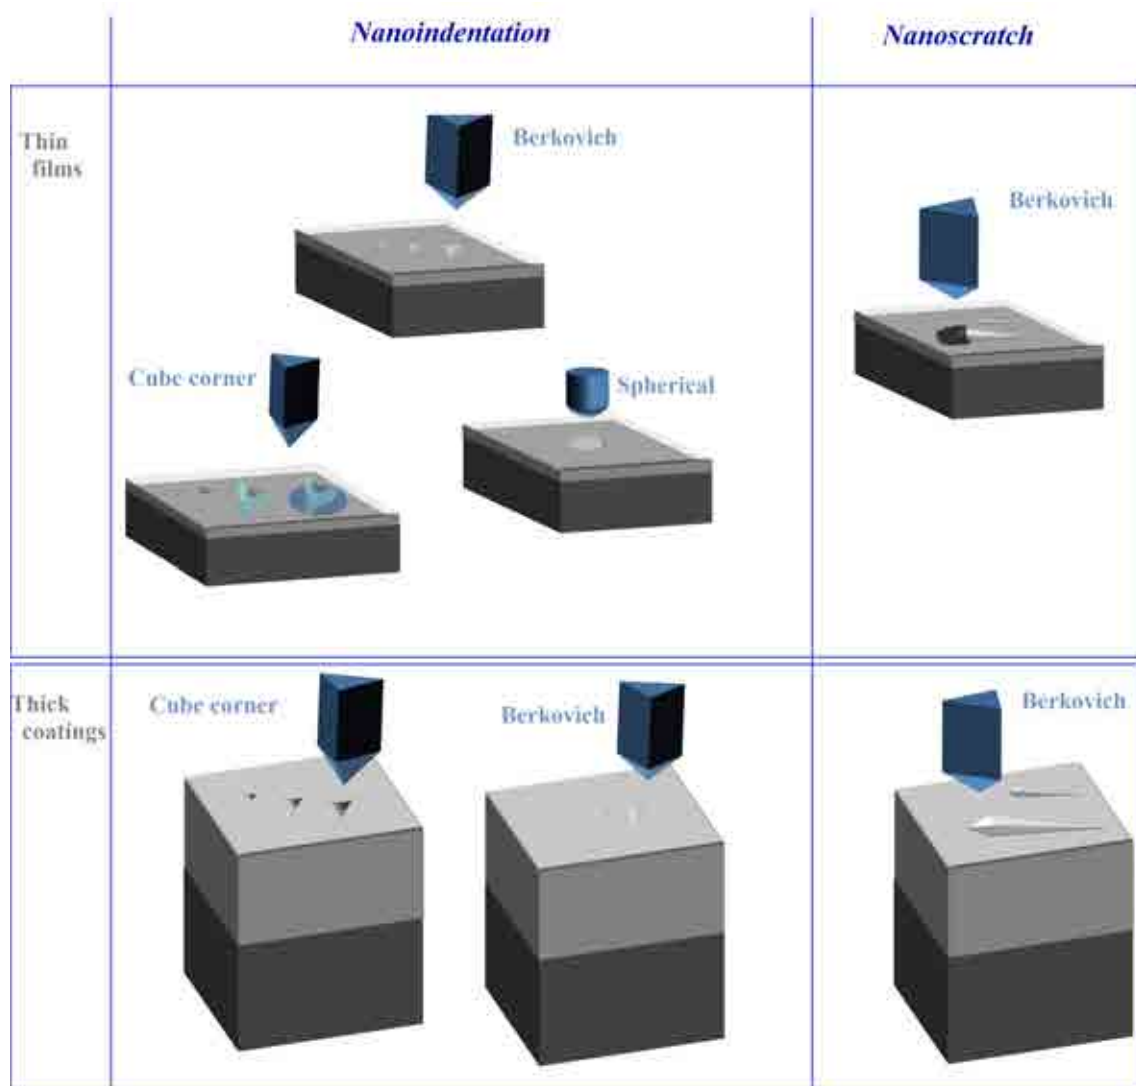 Nanoindentation
Nanoscratch
Thin
films
Berkovich
Berkovich
Cube corner
Spherical
Thick
coatings
Cube corner
Berkovich
Berkovich